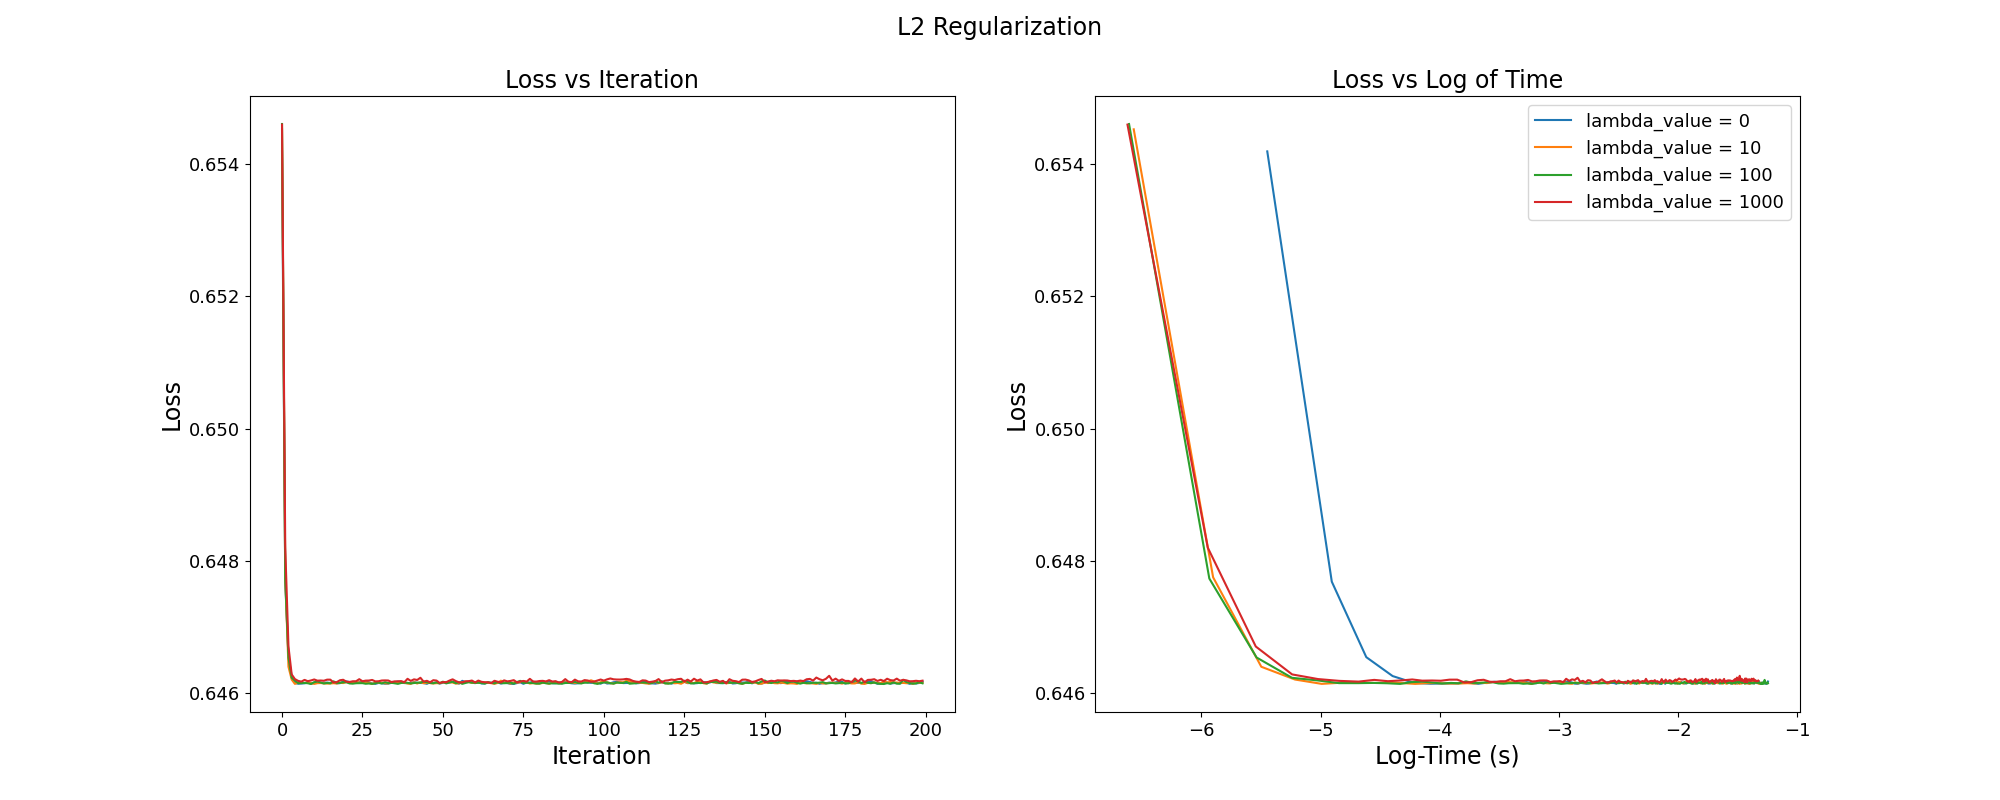 L2 Regularization
Loss vs Iteration
Loss
0.654
0.652
0.650
0.648
0.646
0 25 50 75 100 125 150 175 200
Iteration
Loss vs Log of Time
Loss
0.654
0.652
0.650
0.648
0.646
−6 −5 −4 −3 −2 −1
Log-Time (s)
lambda_value = 0
lambda_value = 10
lambda_value = 100
lambda_value = 1000